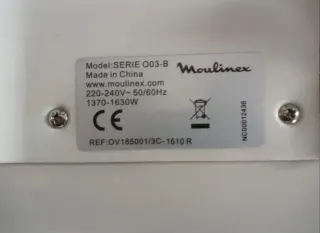 Model:SERIE O03-B
Moulinex
Made in China
www.moulinex.com
220-240V~ 50/60Hz
1370-1630W
CE
NC00012436
REF:OV185001/3C-1610 R